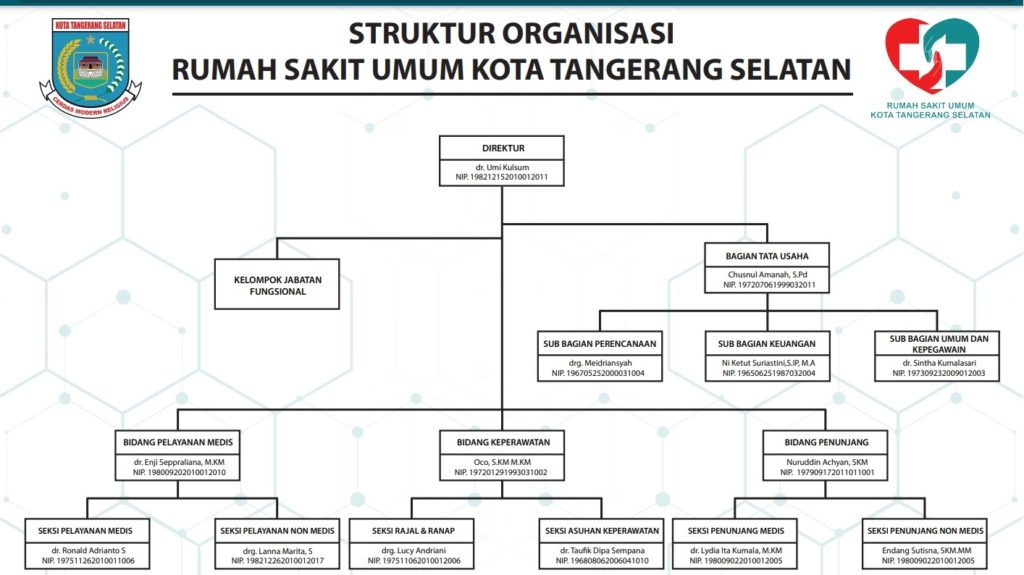 KOTA TANGERANG SELATAN
CERDAS MODERN RELIGIUS
STRUKTUR ORGANISASI
RUMAH SAKIT UMUM KOTA TANGERANG SELATAN
RUMAH SAKIT UMUM
KOTA TANGERANG SELATAN
DIREKTUR
dr. Umi Kulsum
NIP. 198212152010012011
KELOMPOK JABATAN
FUNGSIONAL
BAGIAN TATA USAHA
Chusnul Amanah, S.Pd
NIP. 197207061999032011
SUB BAGIAN PERENCANAAN
drg. Meidriansyah
NIP. 196705252000031004
SUB BAGIAN KEUANGAN
Ni Ketut Suriastini,S.IP, M.A
NIP. 196506251987032004
SUB BAGIAN UMUM DAN
KEPEGAWAIN
dr. Sintha Kumalasari
NIP. 197309232009012003
BIDANG PELAYANAN MEDIS
dr. Enji Seppraliana, M.KM
NIP. 198009202010012010
BIDANG KEPERAWATAN
Oco, S.KM M.KM
NIP. 197201291993031002
BIDANG PENUNJANG
Nuruddin Achyan, SKM
NIP. 197909172011011001
SEKSI PELAYANAN MEDIS
dr. Ronald Adrianto S
NIP. 197511262010011006
SEKSI PELAYANAN NON MEDIS
drg. Lanna Marita, S
NIP. 198212262010012017
SEKSI RAJAL & RANAP
drg. Lucy Andriani
NIP. 197511062010012006
SEKSI ASUHAN KEPERAWATAN
dr. Taufik Dipa Sempana
NIP. 196808062006041010
SEKSI PENUNJANG MEDIS
dr. Lydia Ita Kumala, M.KM
NIP. 198009022010012005
SEKSI PENUNJANG NON MEDIS
Endang Sutisna, SKM.MM
NIP. 198009022010012005